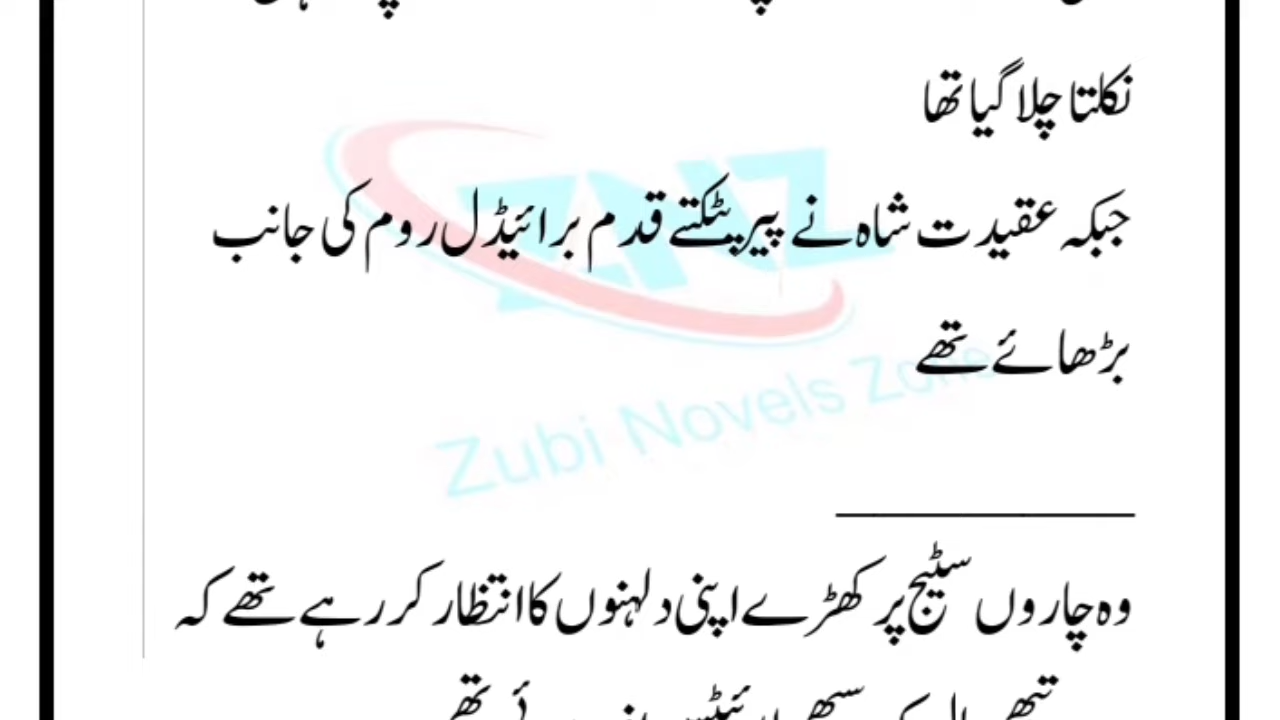 نکلتا چلا گیا تھا
جبکہ عقیدت شاہ نے پیر پٹکتے قدم برائیڈل روم کی جانب
بڑھائے تھے
ZNZ
Zubi Novels Zone
وہ چاروں سٹیج پر کھڑے اپنی دلہنوں کا انتظار کر رہے تھے کہ